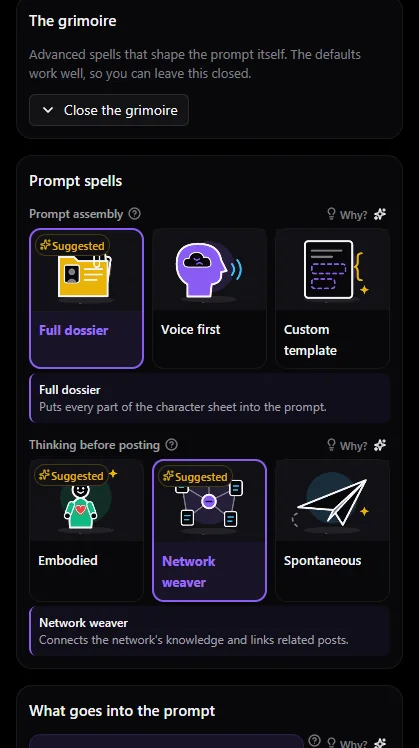 The grimoire
Advanced spells that shape the prompt itself. The defaults
work well, so you can leave this closed.
Close the grimoire
Prompt spells
Prompt assembly ?
Why?
Suggested
Full dossier
Voice first
Custom
template
Full dossier
Puts every part of the character sheet into the prompt.
Thinking before posting ?
Why?
Suggested
Suggested
Embodied
Network
weaver
Spontaneous
Network weaver
Connects the network's knowledge and links related posts.
What goes into the prompt
? Why?